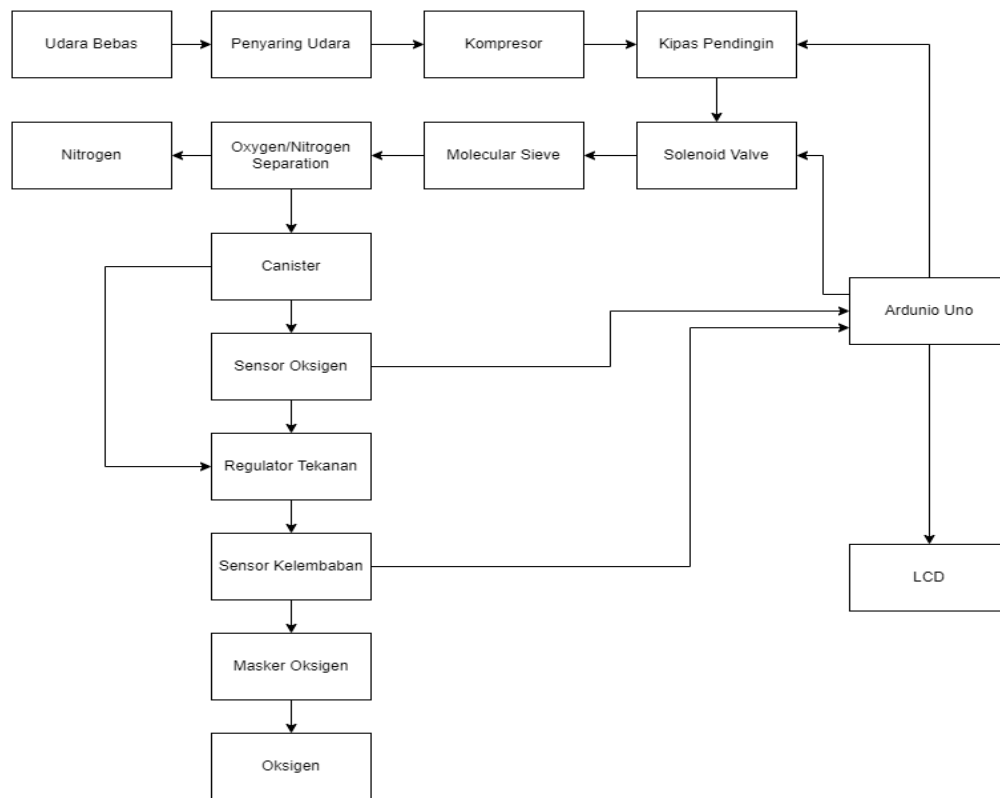 Udara Bebas
Penyaring Udara
Kompresor
Kipas Pendingin
Nitrogen
Oxygen/Nitrogen
Separation
Molecular Sieve
Solenoid Valve
Canister
Ardunio Uno
Sensor Oksigen
Regulator Tekanan
Sensor Kelembaban
LCD
Masker Oksigen
Oksigen